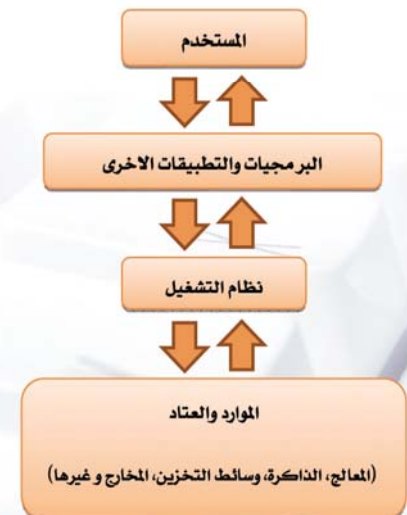 المستخدم
البرمجيات والتطبيقات الاخرى
نظام التشغيل
الموارد والعتاد
(المعالج، الذاكرة، وسائط التخزين، المخارج و غيرها)